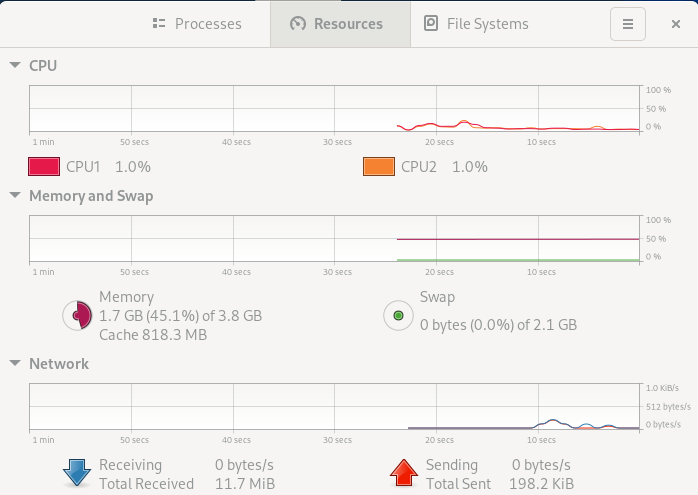 Processes Resources File Systems
CPU
100 %
50 %
0 %
1 min 50 secs 40 secs 30 secs 20 secs 10 secs
CPU1 1.0% CPU2 1.0%
Memory and Swap
100 %
50 %
0 %
1 min 50 secs 40 secs 30 secs 20 secs 10 secs
Memory
1.7 GB (45.1%) of 3.8 GB
Cache 818.3 MB
Swap
0 bytes (0.0%) of 2.1 GB
Network
1.0 KiB/s
512 bytes/s
0 bytes/s
1 min 50 secs 40 secs 30 secs 20 secs 10 secs
Receiving 0 bytes/s
Total Received 11.7 MiB
Sending 0 bytes/s
Total Sent 198.2 KiB